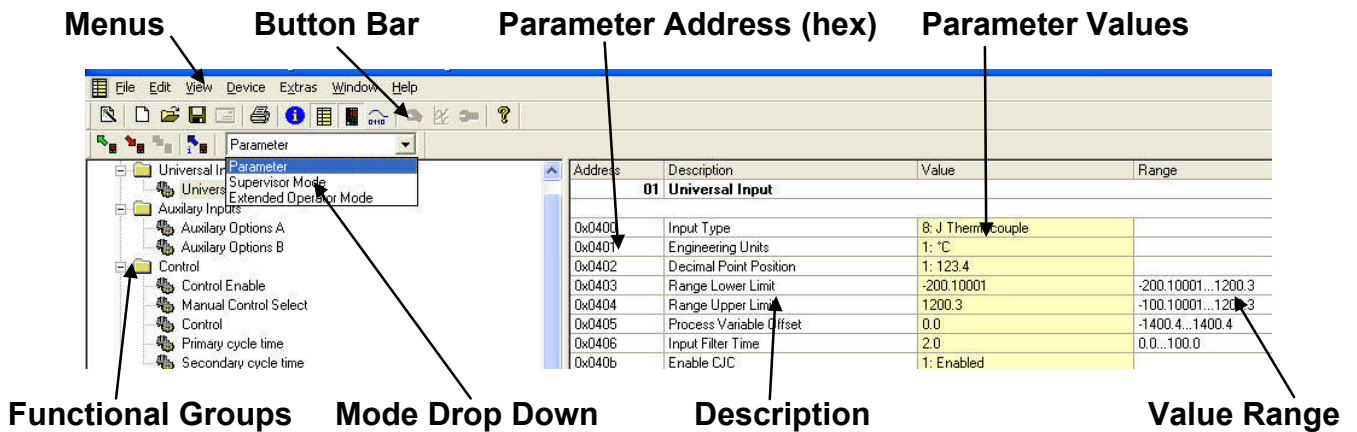 Menus Button Bar Parameter Address (hex) Parameter Values
File Edit View Device Extras Window Help
Parameter
Parameter
Supervisor Mode
Extended Operator Mode
Universal In
Univers
Auxilary Inputs
Auxilary Options A
Auxilary Options B
Control
Control Enable
Manual Control Select
Control
Primary cycle time
Secondary cycle time
Address Description Value Range
01 Universal Input
0x0400 Input Type 8: J Thermocouple
0x0401 Engineering Units 1: °C
0x0402 Decimal Point Position 1: 123.4
0x0403 Range Lower Limit -200.10001 -200.10001...1200.3
0x0404 Range Upper Limit 1200.3 -100.10001...1200.3
0x0405 Process Variable Offset 0.0 -1400.4...1400.4
0x0406 Input Filter Time 2.0 0.0...100.0
0x040b Enable CJC 1: Enabled
Functional Groups Mode Drop Down Description Value Range